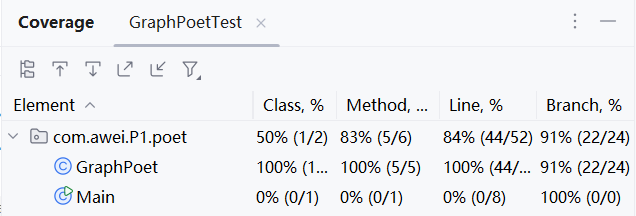 Coverage GraphPoetTest
Element Class, % Method, ... Line, % Branch, %
com.awei.P1.poet 50% (1/2) 83% (5/6) 84% (44/52) 91% (22/24)
GraphPoet 100% (1... 100% (5/5) 100% (44/... 91% (22/24)
Main 0% (0/1) 0% (0/1) 0% (0/8) 100% (0/0)